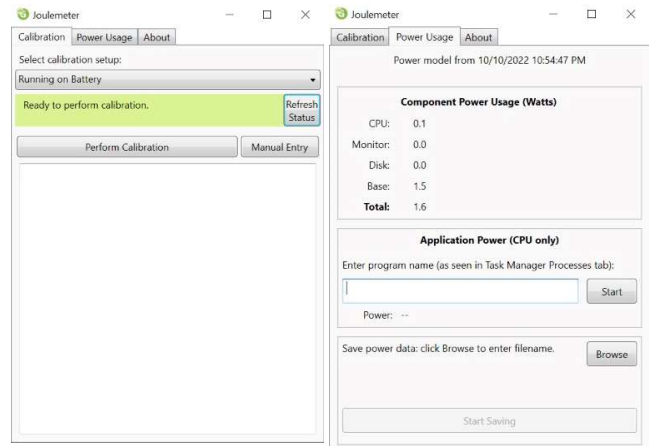 Joulemeter
Calibration Power Usage About
Select calibration setup:
Running on Battery
Ready to perform calibration.
Refresh
Status
Perform Calibration
Manual Entry
Joulemeter
Calibration Power Usage About
Power model from 10/10/2022 10:54:47 PM
Component Power Usage (Watts)
CPU: 0.1
Monitor: 0.0
Disk: 0.0
Base: 1.5
Total: 1.6
Application Power (CPU only)
Enter program name (as seen in Task Manager Processes tab):
Start
Power: --
Save power data: click Browse to enter filename.
Browse
Start Saving